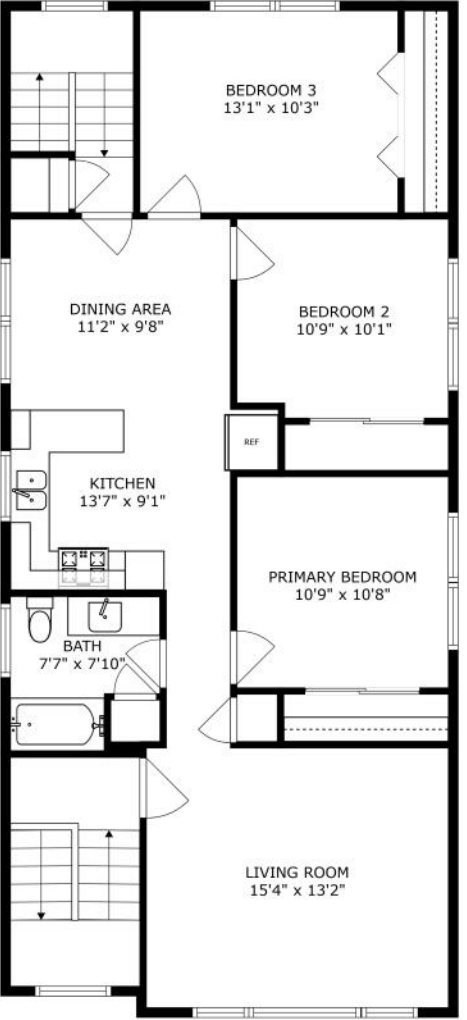 BEDROOM 3
13'1" x 10'3"
DINING AREA
11'2" x 9'8"
BEDROOM 2
10'9" x 10'1"
REF
KITCHEN
13'7" x 9'1"
PRIMARY BEDROOM
10'9" x 10'8"
BATH
7'7" x 7'10"
LIVING ROOM
15'4" x 13'2"